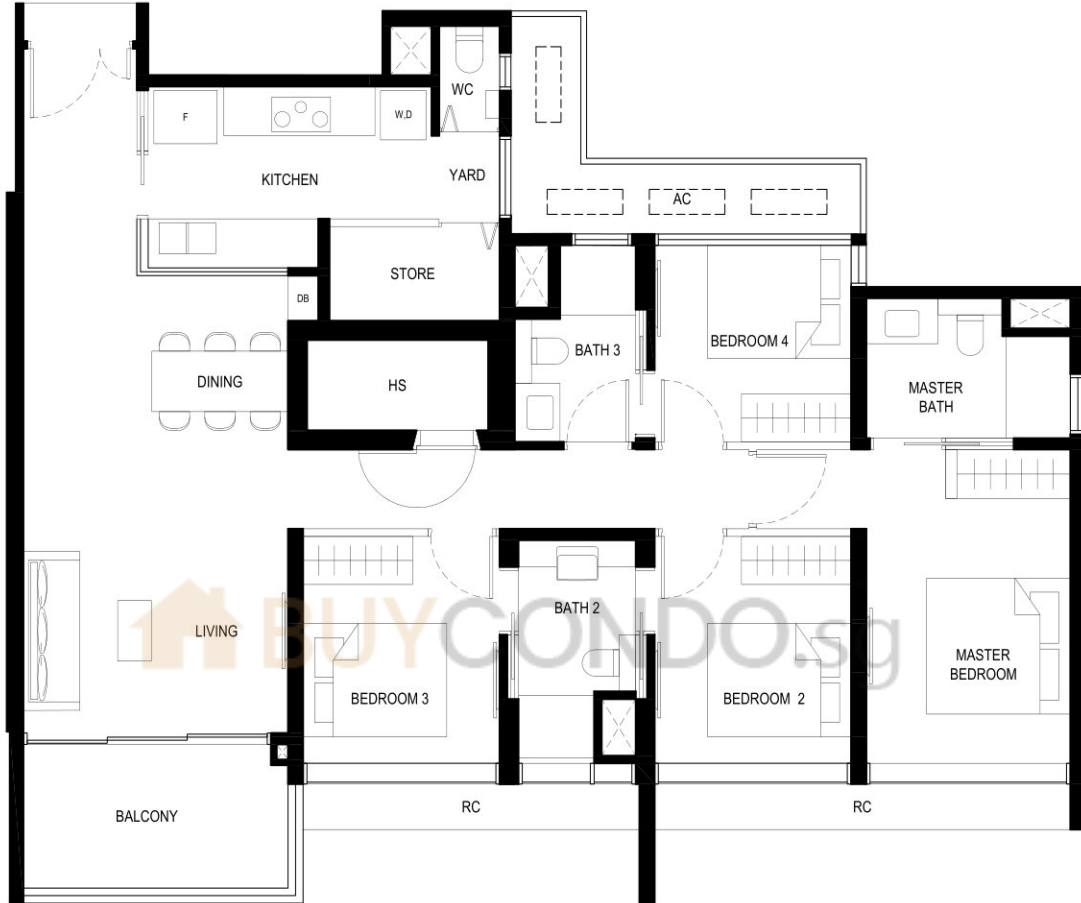 WC
F
W.D
KITCHEN
YARD
AC
STORE
DB
BATH 3
BEDROOM 4
DINING
HS
MASTER
BATH
BUYCONDO.sg
LIVING
BATH 2
BEDROOM 3
BEDROOM 2
MASTER
BEDROOM
BALCONY
RC
RC